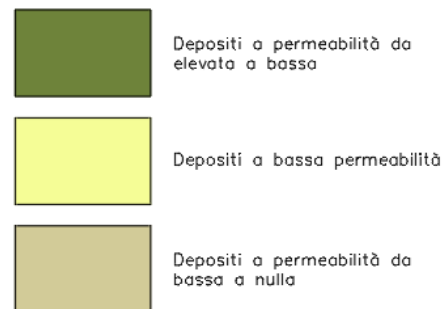 Depositi a permeabilità da
elevata a bassa
Depositi a bassa permeabilità
Depositi a permeabilità da
bassa a nulla